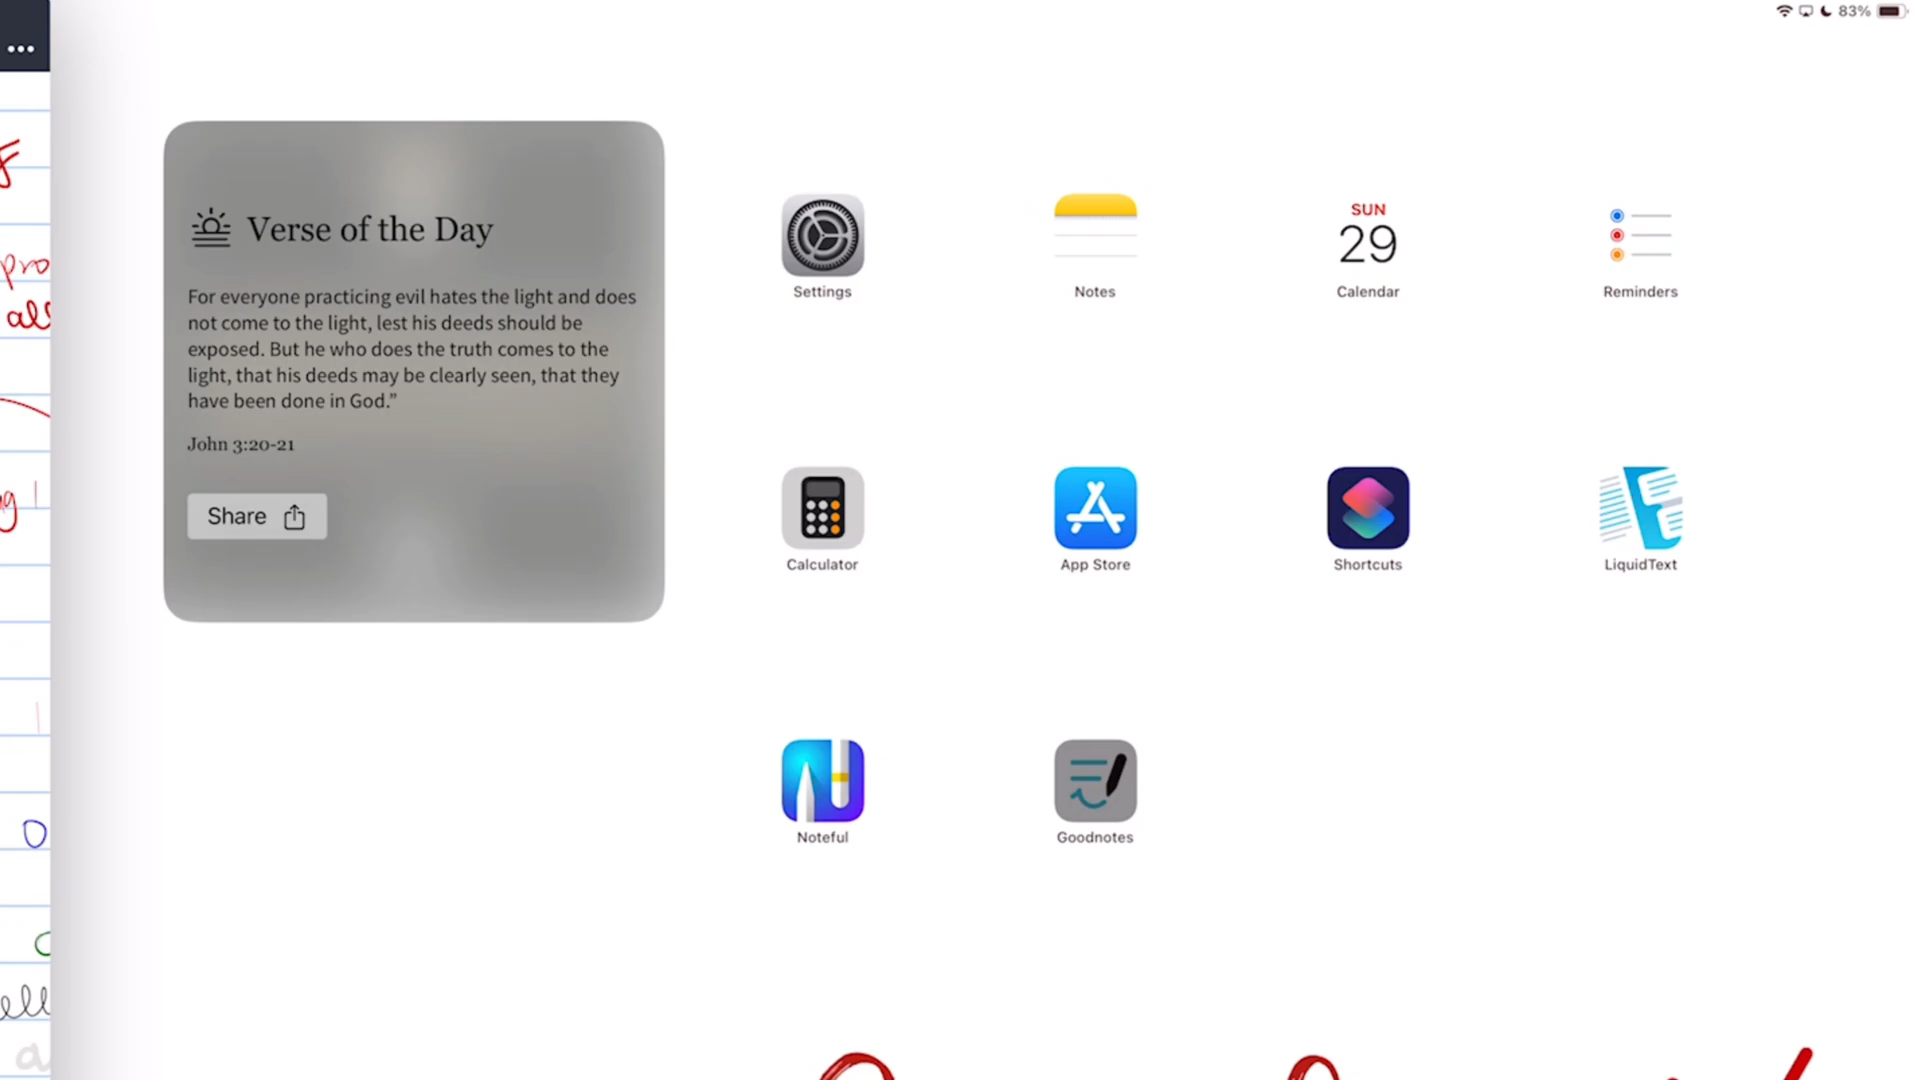 83%
Verse of the Day
For everyone practicing evil hates the light and does
not come to the light, lest his deeds should be
exposed. But he who does the truth comes to the
light, that his deeds may be clearly seen, that they
have been done in God.”
John 3:20-21
Share
Settings
Notes
SUN
29
Calendar
Reminders
Calculator
App Store
Shortcuts
LiquidText
Noteful
Goodnotes
pro
all
ell